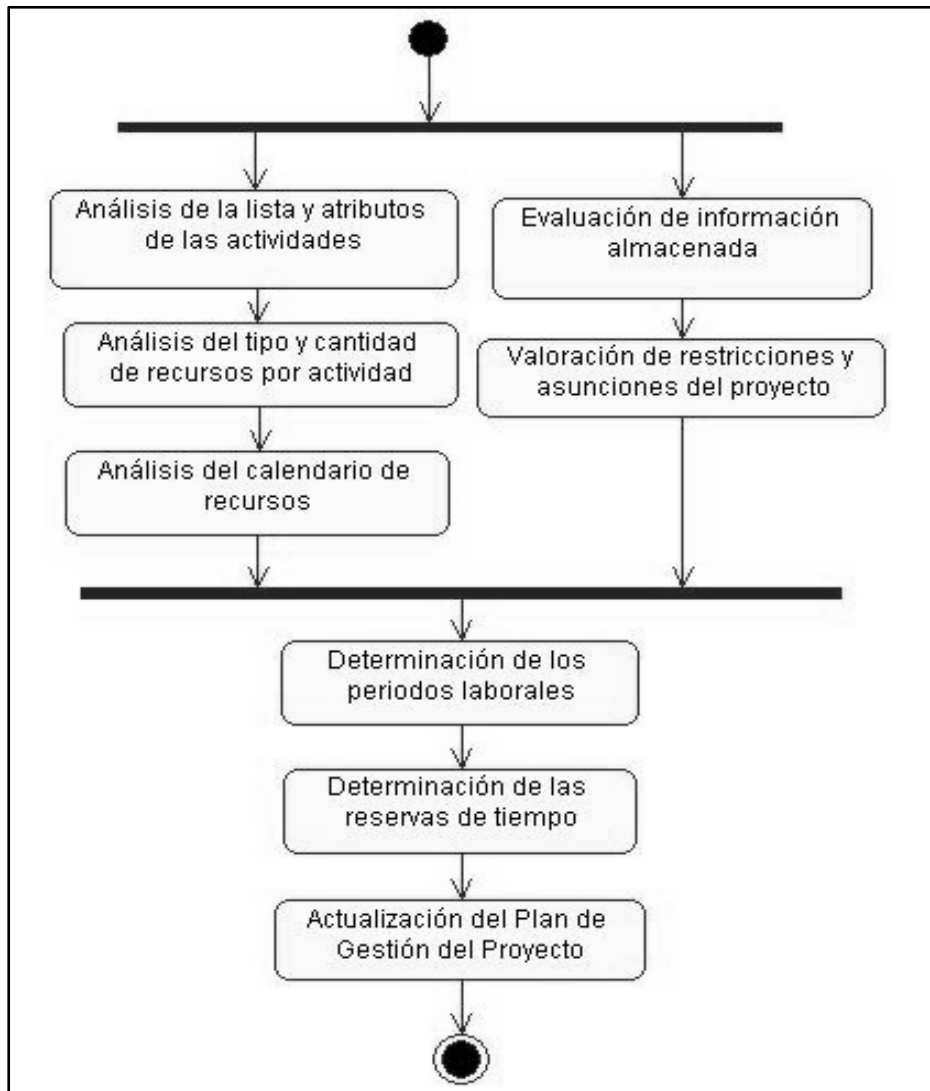 Análisis de la lista y atributos
de las actividades
Evaluación de información
almacenada
Análisis del tipo y cantidad
de recursos por actividad
Valoración de restricciones y
asunciones del proyecto
Análisis del calendario de
recursos
Determinación de los
periodos laborales
Determinación de las
reservas de tiempo
Actualización del Plan de
Gestión del Proyecto